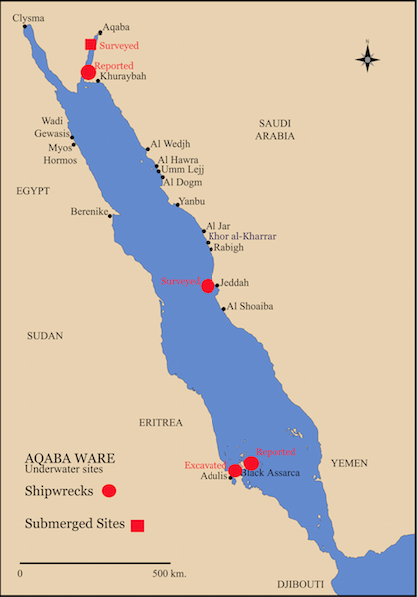 Clysma
Aqaba
Surveyed
Reported
Khuraybah
N
SAUDI
ARABIA
Wadi
Gewasis
Myos
Hormos
Al Wedjh
Al Hawra
Umm Lejj
Al Dogm
EGYPT
Yanbu
Berenike
Al Jar
Khor al-Kharrar
Rabigh
Surveyed
Jeddah
Al Shoaiba
SUDAN
ERITREA
Reported
Excavated
Black Assarca
Adulis
YEMEN
AQABA WARE
Underwater sites
Shipwrecks
Submerged Sites
0
500 km.
DJIBOUTI